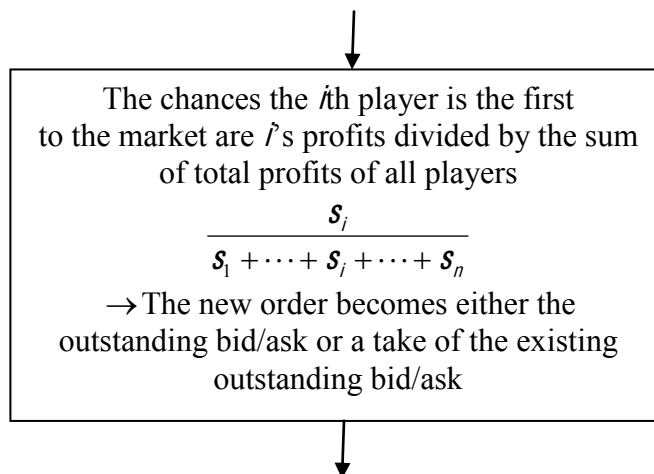 The chances the ith player is the first
to the market are i's profits divided by the sum
of total profits of all players
s_i
s_1 + ⋯ + s_i + ⋯ + s_n
→ The new order becomes either the
outstanding bid/ask or a take of the existing
outstanding bid/ask